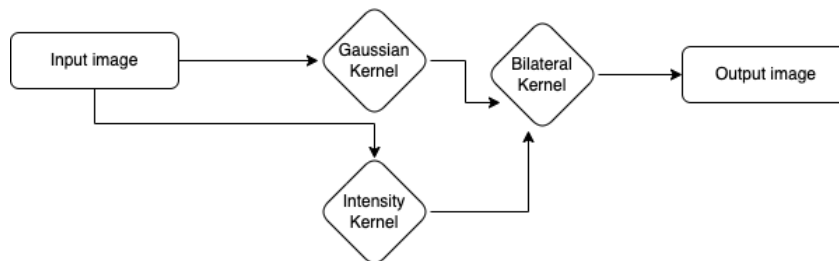 Input image
Gaussian
Kernel
Bilateral
Kernel
Output image
Intensity
Kernel